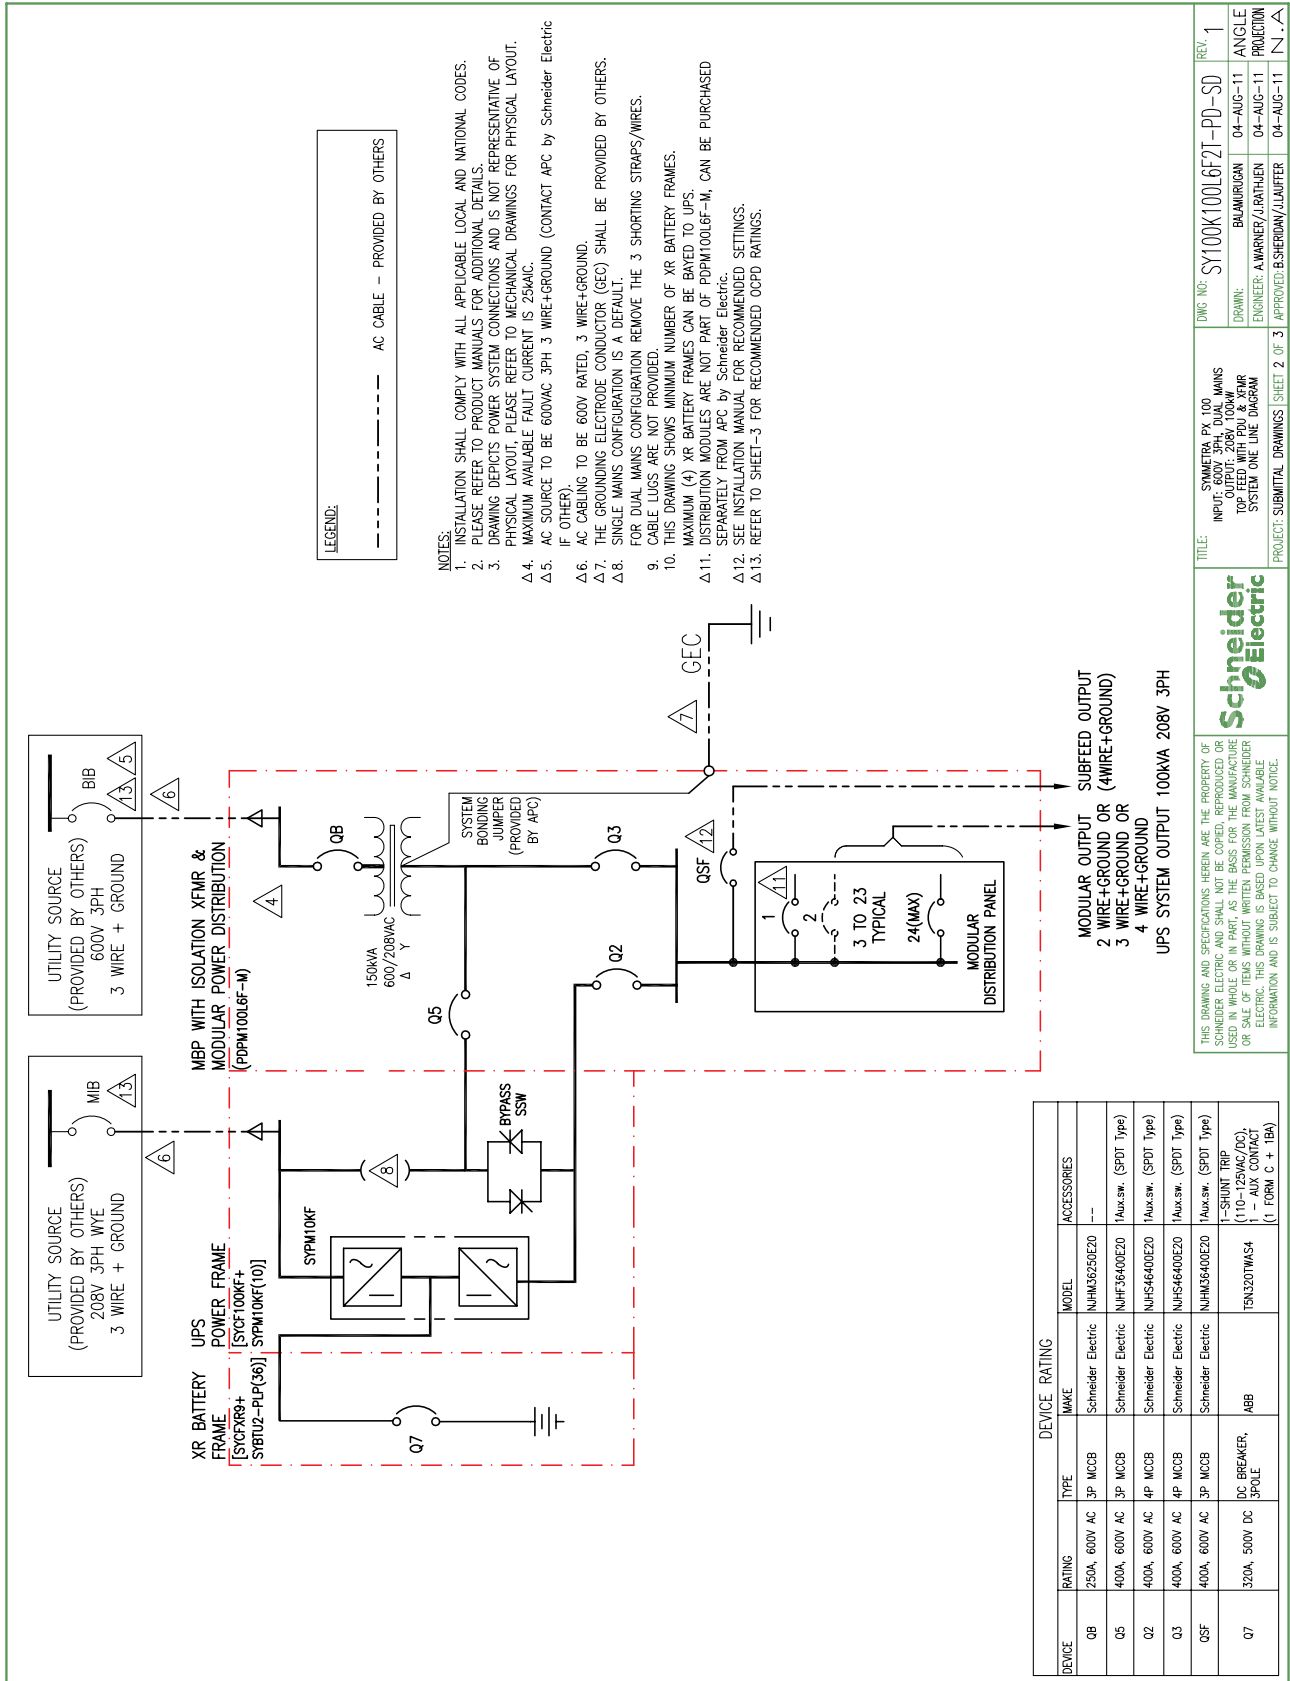 UTILITY SOURCE
(PROVIDED BY OTHERS)
208V 3PH WYE
3 WIRE + GROUND
MIB
13
6
UTILITY SOURCE
(PROVIDED BY OTHERS)
600V 3PH
3 WIRE + GROUND
BIB
13
5
6
XR BATTERY
FRAME
[SYCFXR9+
SYBTU2-PLP(36)]
UPS
POWER FRAME
[SYCF100KF+
SYPM10KF(10)]
MBP WITH ISOLATION XFMR &
MODULAR POWER DISTRIBUTION
(PDPM100L6F-M)
4
SYPM10KF
8
BYPASS
SSW
Q7
Q5
QB
150kVA
600/208VAC
Δ Y
SYSTEM
BONDING
JUMPER
(PROVIDED
BY APC)
Q2
Q3
7
GEC
QSF
12
1
11
2
3 TO 23
TYPICAL
24(MAX)
MODULAR
DISTRIBUTION PANEL
MODULAR OUTPUT
2 WIRE+GROUND OR
3 WIRE+GROUND OR
4 WIRE+GROUND
SUBFEED OUTPUT
(4WIRE+GROUND)
UPS SYSTEM OUTPUT 100kVA 208V 3PH
LEGEND:
AC CABLE - PROVIDED BY OTHERS
NOTES:
1. INSTALLATION SHALL COMPLY WITH ALL APPLICABLE LOCAL AND NATIONAL CODES.
2. PLEASE REFER TO PRODUCT MANUALS FOR ADDITIONAL DETAILS.
3. DRAWING DEPICTS POWER SYSTEM CONNECTIONS AND IS NOT REPRESENTATIVE OF
PHYSICAL LAYOUT, PLEASE REFER TO MECHANICAL DRAWINGS FOR PHYSICAL LAYOUT.
Δ 4. MAXIMUM AVAILABLE FAULT CURRENT IS 25kAIC.
Δ 5. AC SOURCE TO BE 600VAC 3PH 3 WIRE+GROUND (CONTACT APC by Schneider Electric
IF OTHER).
Δ 6. AC CABLING TO BE 600V RATED, 3 WIRE+GROUND.
Δ 7. THE GROUNDING ELECTRODE CONDUCTOR (GEC) SHALL BE PROVIDED BY OTHERS.
Δ 8. SINGLE MAINS CONFIGURATION IS A DEFAULT.
FOR DUAL MAINS CONFIGURATION REMOVE THE 3 SHORTING STRAPS/WIRES.
9. CABLE LUGS ARE NOT PROVIDED.
10. THIS DRAWING SHOWS MINIMUM NUMBER OF XR BATTERY FRAMES.
MAXIMUM (4) XR BATTERY FRAMES CAN BE BAYED TO UPS.
Δ 11. DISTRIBUTION MODULES ARE NOT PART OF PDPM100L6F-M, CAN BE PURCHASED
SEPARATELY FROM APC by Schneider Electric.
Δ 12. SEE INSTALLATION MANUAL FOR RECOMMENDED SETTINGS.
Δ 13. REFER TO SHEET-3 FOR RECOMMENDED OCPD RATINGS.
DEVICE RATING
DEVICE RATING TYPE MAKE MODEL ACCESSORIES
QB 250A, 600V AC 3P MCCB Schneider Electric NJHM36250E20 --
Q5 400A, 600V AC 3P MCCB Schneider Electric NJHF36400E20 1Aux.sw. (SPDT Type)
Q2 400A, 600V AC 4P MCCB Schneider Electric NJHS46400E20 1Aux.sw. (SPDT Type)
Q3 400A, 600V AC 4P MCCB Schneider Electric NJHS46400E20 1Aux.sw. (SPDT Type)
QSF 400A, 600V AC 3P MCCB Schneider Electric NJHM36400E20 1Aux.sw. (SPDT Type)
Q7 320A, 500V DC DC BREAKER, 3POLE ABB T5N320TWAS4 1-SHUNT TRIP
(110-125VAC/DC),
1 - AUX CONTACT
(1 FORM C + 1BA)
THIS DRAWING AND SPECIFICATIONS HEREIN ARE THE PROPERTY OF
SCHNEIDER ELECTRIC AND SHALL NOT BE COPIED, REPRODUCED OR
USED IN WHOLE OR IN PART, AS THE BASIS FOR THE MANUFACTURE
OR SALE OF ITEMS WITHOUT WRITTEN PERMISSION FROM SCHNEIDER
ELECTRIC. THIS DRAWING IS BASED UPON LATEST AVAILABLE
INFORMATION AND IS SUBJECT TO CHANGE WITHOUT NOTICE.
Schneider
Electric
TITLE: SYMMETRA PX 100
INPUT: 600V 3PH, DUAL MAINS
OUTPUT: 208V 100kW
TOP FEED WITH PDU & XFMR
SYSTEM ONE LINE DIAGRAM
PROJECT: SUBMITTAL DRAWINGS SHEET 2 OF 3
DWG NO: SY100K100L6F2T-PD-SD REV. 1
DRAWN: BALAMURUGAN 04-AUG-11
ENGINEER: A.WARNER/J.RATHJEN 04-AUG-11
APPROVED: B.SHERIDAN/J.LAUFFER 04-AUG-11
ANGLE
PROJECTION
N.A